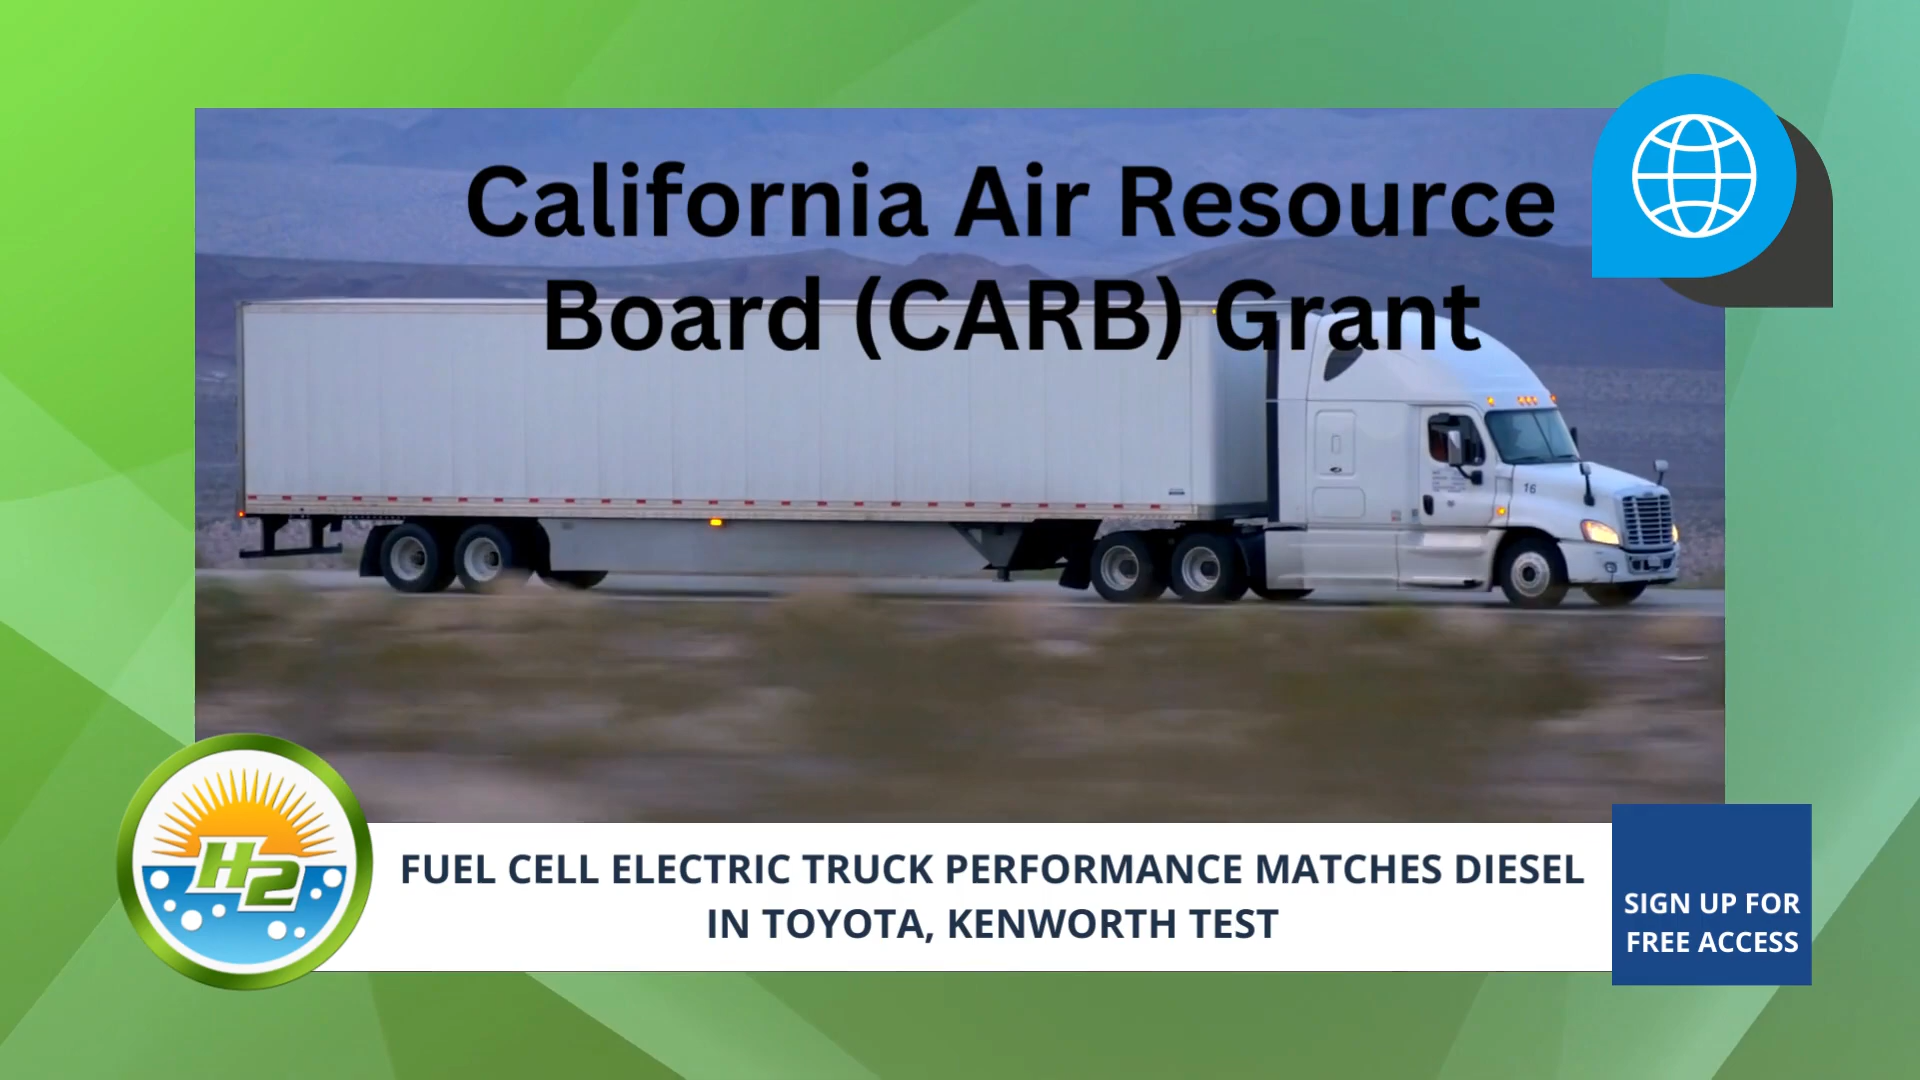 California Air Resource
Board (CARB) Grant
16
H2
FUEL CELL ELECTRIC TRUCK PERFORMANCE MATCHES DIESEL
IN TOYOTA, KENWORTH TEST
SIGN UP FOR
FREE ACCESS